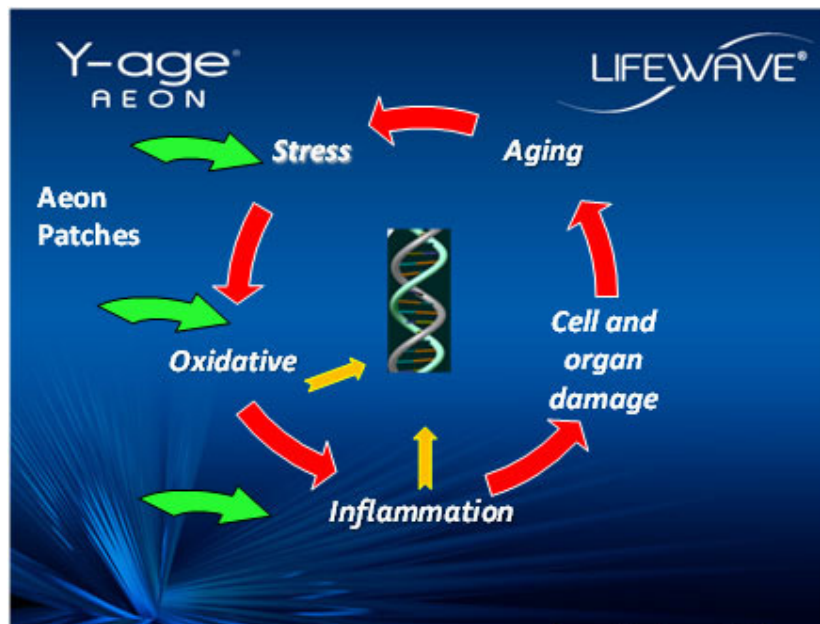 Y-age®
AEON
LIFEWAVE®
Stress
Aging
Aeon
Patches
Oxidative
Cell and
organ
damage
Inflammation